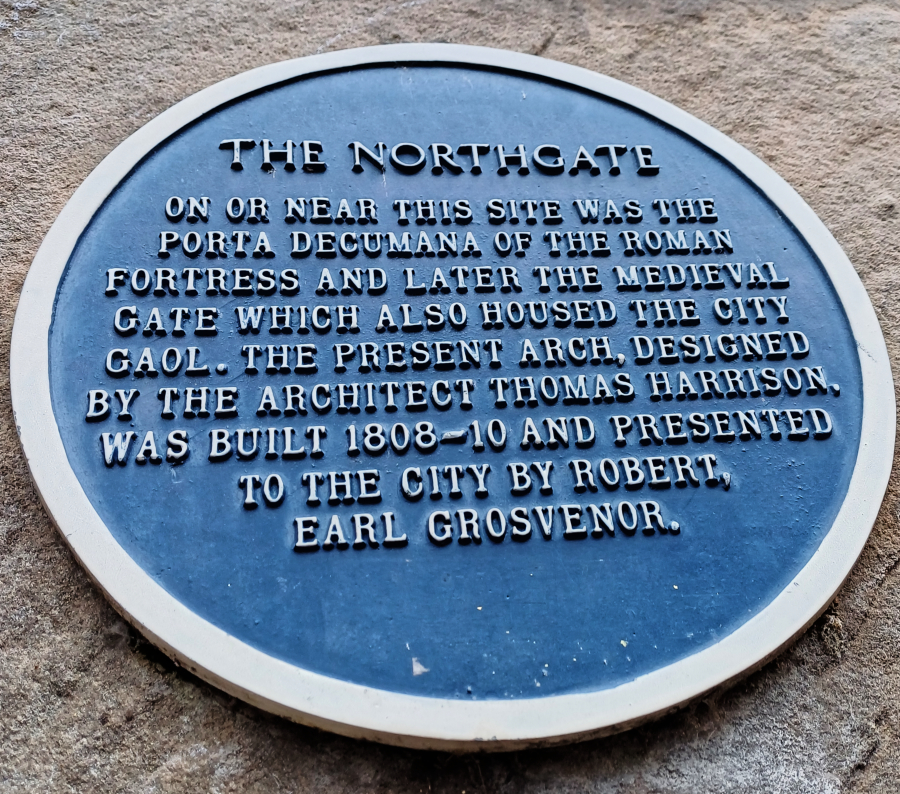 THE NORTHGATE
ON OR NEAR THIS SITE WAS THE
PORTA DECUMANA OF THE ROMAN
FORTRESS AND LATER THE MEDIEVAL
GATE WHICH ALSO HOUSED THE CITY
GAOL. THE PRESENT ARCH, DESIGNED
BY THE ARCHITECT THOMAS HARRISON.
WAS BUILT 1808-10 AND PRESENTED
TO THE CITY BY ROBERT,
EARL GROSVENOR.